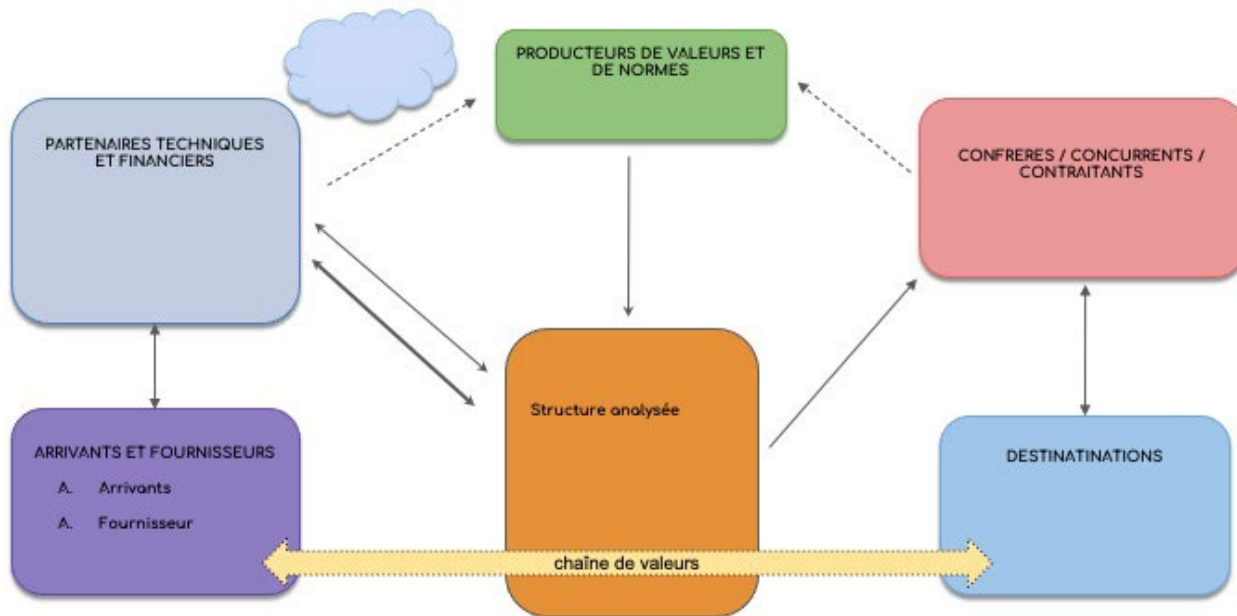 PRODUCTEURS DE VALEURS ET
DE NORMES
PARTENAIRES TECHNIQUES
ET FINANCIERS
CONFRERES / CONCURRENTS /
CONTRAITANTS
Structure analysée
ARRIVANTS ET FOURNISSEURS
A. Arrivants
A. Fournisseur
DESTINATINATIONS
chaîne de valeurs